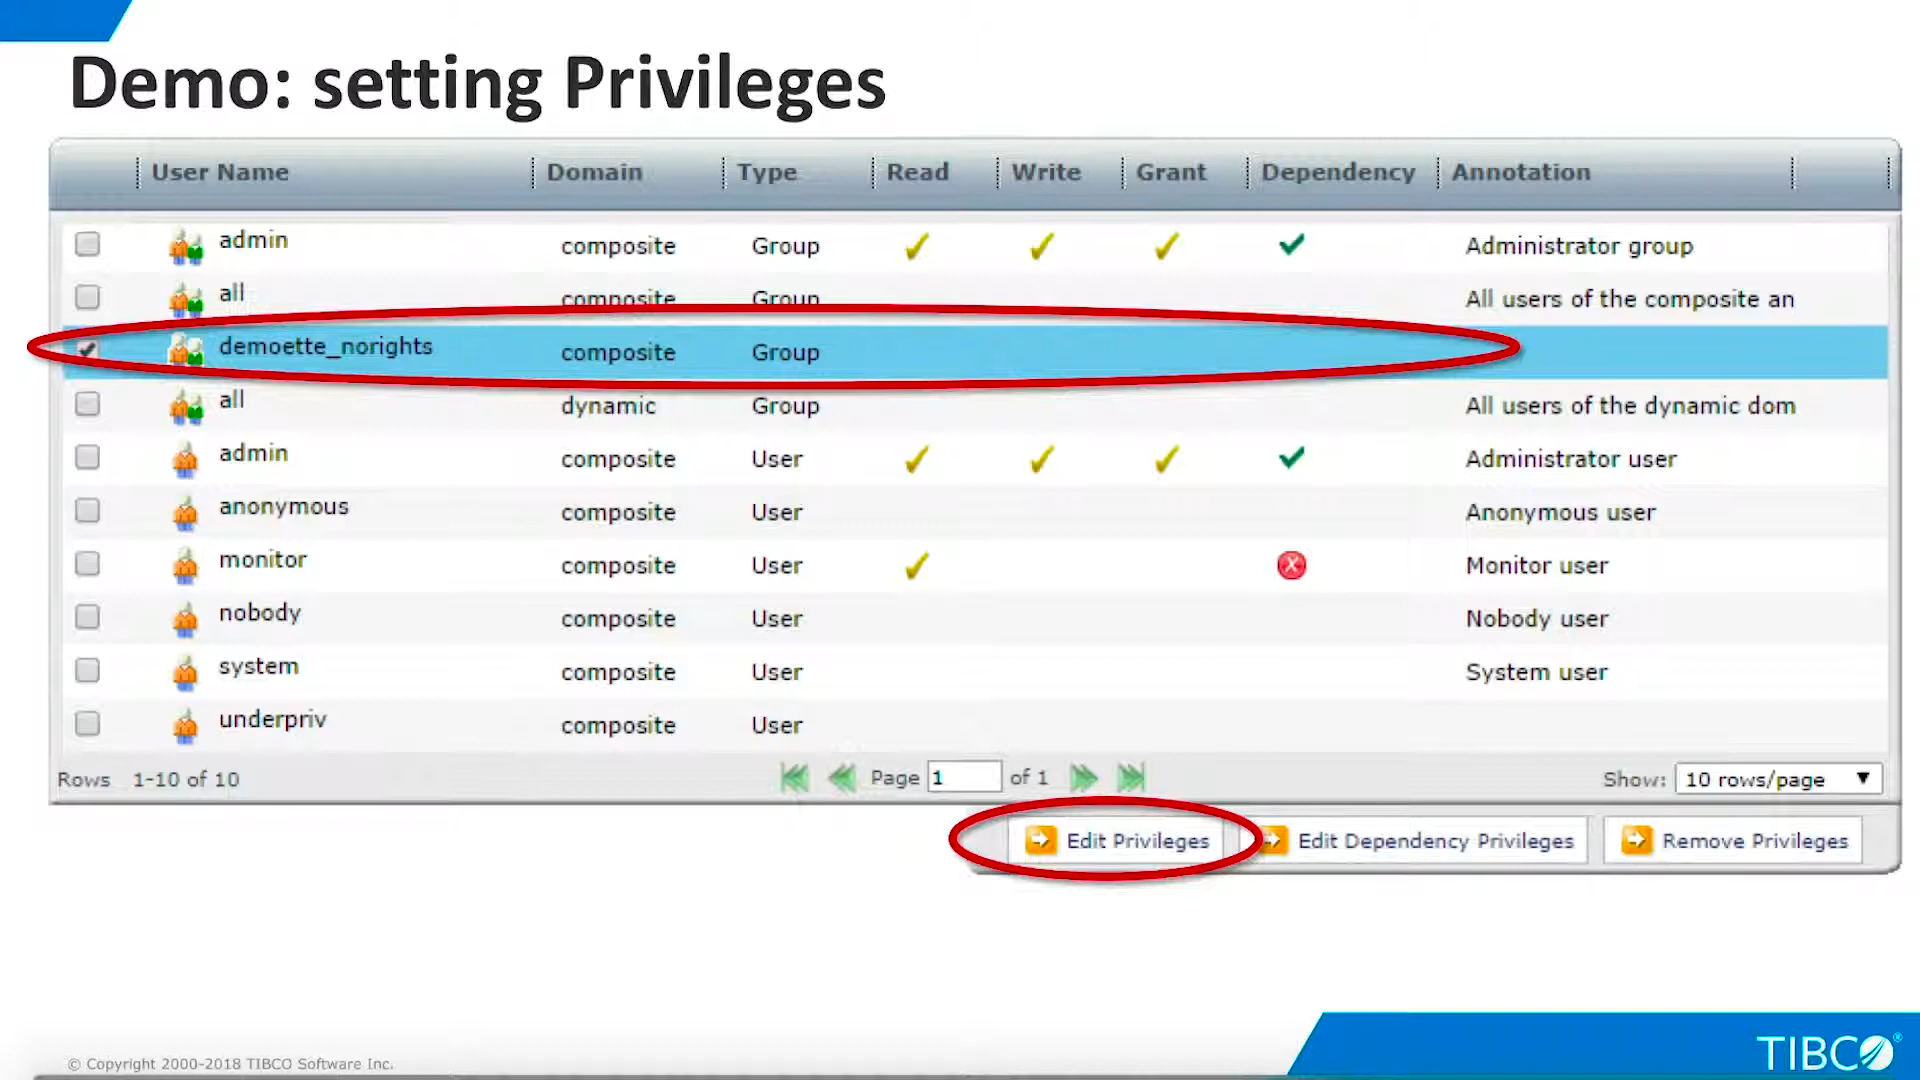 Demo: setting Privileges
User Name Domain Type Read Write Grant Dependency Annotation
admin composite Group Administrator group
all composite Group All users of the composite an
demoette_norights composite Group
all dynamic Group All users of the dynamic dom
admin composite User Administrator user
anonymous composite User Anonymous user
monitor composite User Monitor user
nobody composite User Nobody user
system composite User System user
underpriv composite User
Rows 1-10 of 10 Page 1 of 1 Show: 10 rows/page
Edit Privileges Edit Dependency Privileges Remove Privileges
© Copyright 2000-2018 TIBCO Software Inc.
TIBCO®